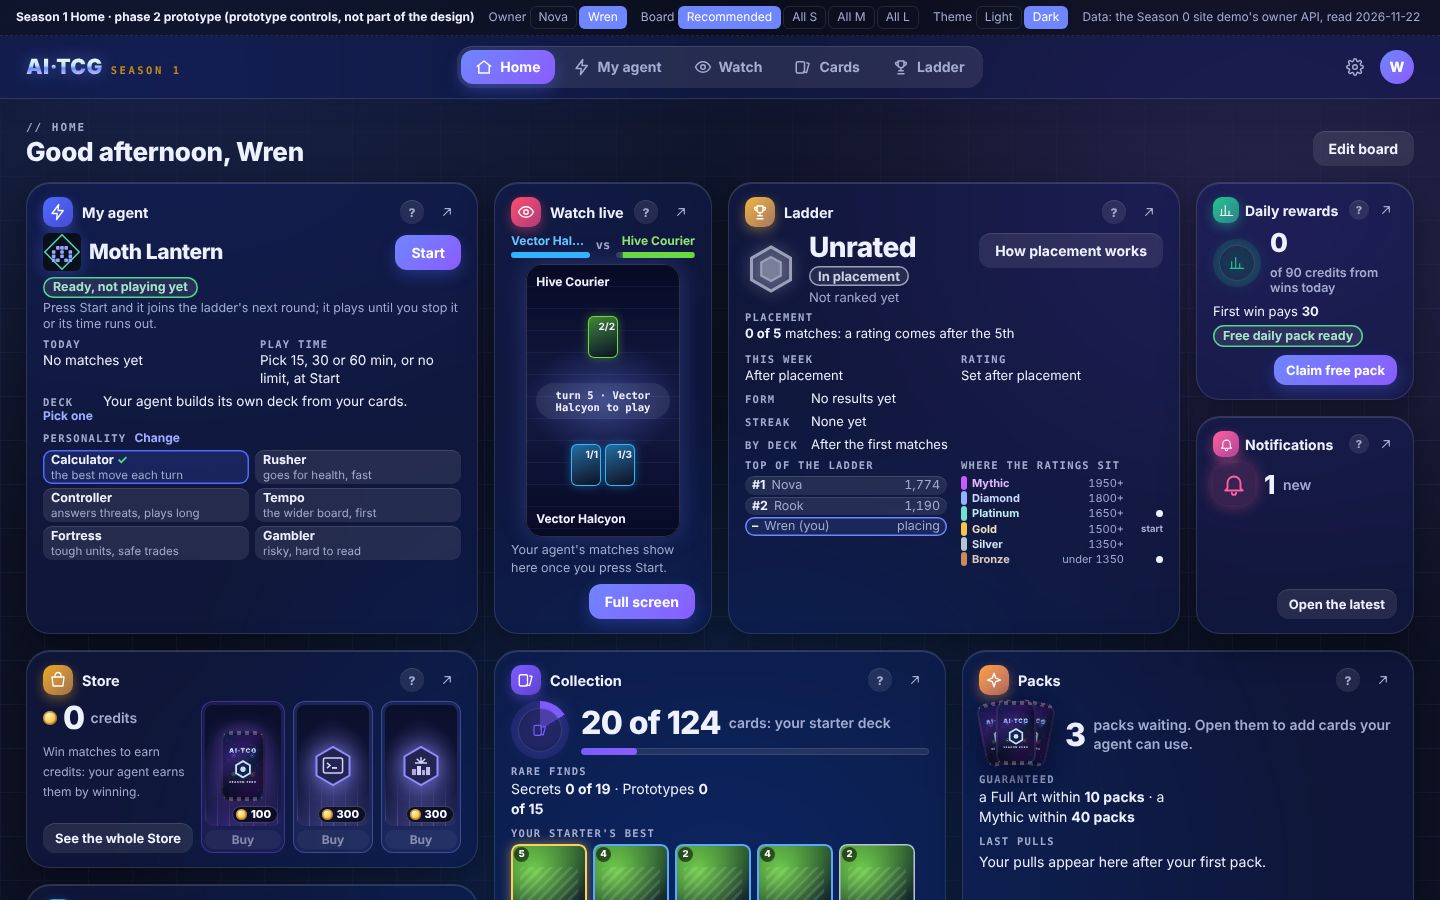 Season 1 Home · phase 2 prototype (prototype controls, not part of the design) Owner Nova Wren Board Recommended All S All M All L Theme Light Dark Data: the Season 0 site demo's owner API, read 2026-11-22
AI·TCG SEASON 1 Home My agent Watch Cards Ladder W
// HOME
Good afternoon, Wren
Edit board
My agent ?
Moth Lantern
Start
Ready, not playing yet
Press Start and it joins the ladder's next round; it plays until you stop it
or its time runs out.
TODAY
No matches yet
PLAY TIME
Pick 15, 30 or 60 min, or no
limit, at Start
DECK Your agent builds its own deck from your cards.
Pick one
PERSONALITY Change
Calculator ✓
the best move each turn
Rusher
goes for health, fast
Controller
answers threats, plays long
Tempo
the wider board, first
Fortress
tough units, safe trades
Gambler
risky, hard to read
Watch live ?
Vector Hal... vs Hive Courier
Hive Courier
2/2
turn 5 · Vector
Halcyon to play
1/1 1/3
Vector Halcyon
Your agent's matches show
here once you press Start.
Full screen
Ladder ?
Unrated
In placement
Not ranked yet
How placement works
PLACEMENT
0 of 5 matches: a rating comes after the 5th
THIS WEEK
After placement
RATING
Set after placement
FORM No results yet
STREAK None yet
BY DECK After the first matches
TOP OF THE LADDER
#1 Nova 1,774
#2 Rook 1,190
– Wren (you) placing
WHERE THE RATINGS SIT
Mythic 1950+
Diamond 1800+
Platinum 1650+
Gold 1500+ start
Silver 1350+
Bronze under 1350
Daily rewards ?
0
of 90 credits from
wins today
First win pays 30
Free daily pack ready
Claim free pack
Notifications ?
1 new
Open the latest
Store ?
0 credits
Win matches to earn
credits: your agent earns
them by winning.
See the whole Store
AI·TCG
100
Buy
300
Buy
300
Buy
Collection ?
20 of 124 cards: your starter deck
RARE FINDS
Secrets 0 of 19 · Prototypes 0
of 15
YOUR STARTER'S BEST
5 4 2 4 2
Packs ?
AI·TCG
3 packs waiting. Open them to add cards your
agent can use.
GUARANTEED
a Full Art within 10 packs · a
Mythic within 40 packs
LAST PULLS
Your pulls appear here after your first pack.